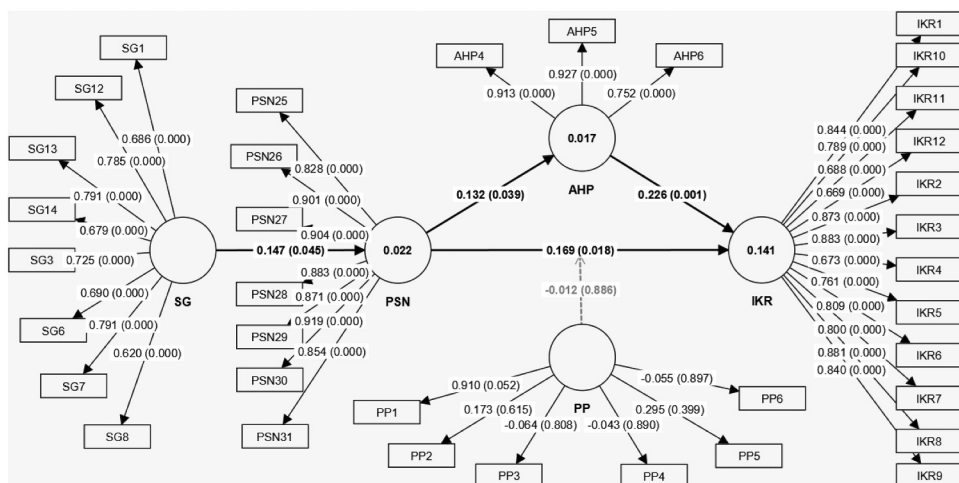 SG1
SG12
SG13
SG14
SG3
SG6
SG7
SG8
0.686 (0.000)
0.785 (0.000)
0.791 (0.000)
0.679 (0.000)
0.725 (0.000)
0.690 (0.000)
0.791 (0.000)
0.620 (0.000)
SG
0.147 (0.045)
PSN25
PSN26
PSN27
PSN28
PSN29
PSN30
PSN31
0.828 (0.000)
0.901 (0.000)
0.904 (0.000)
0.883 (0.000)
0.871 (0.000)
0.919 (0.000)
0.854 (0.000)
0.022
PSN
0.132 (0.039)
AHP4
AHP5
AHP6
0.913 (0.000)
0.927 (0.000)
0.752 (0.000)
0.017
AHP
0.226 (0.001)
0.169 (0.018)
-0.012 (0.886)
PP
0.910 (0.052)
0.173 (0.615)
-0.064 (0.808)
-0.043 (0.890)
0.295 (0.399)
-0.055 (0.897)
PP1
PP2
PP3
PP4
PP5
PP6
0.141
IKR
0.844 (0.000)
0.789 (0.000)
0.688 (0.000)
0.669 (0.000)
0.873 (0.000)
0.883 (0.000)
0.673 (0.000)
0.761 (0.000)
0.809 (0.000)
0.800 (0.000)
0.881 (0.000)
0.840 (0.000)
IKR1
IKR10
IKR11
IKR12
IKR2
IKR3
IKR4
IKR5
IKR6
IKR7
IKR8
IKR9